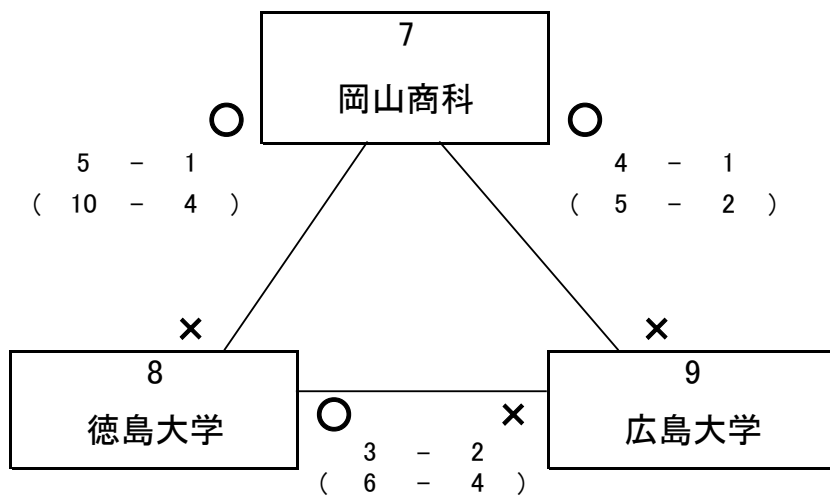 7
岡山商科
○ ○
5 - 1
( 10 - 4 )
4 - 1
( 5 - 2 )
× ×
8
徳島大学
9
広島大学
○ ×
3 - 2
( 6 - 4 )